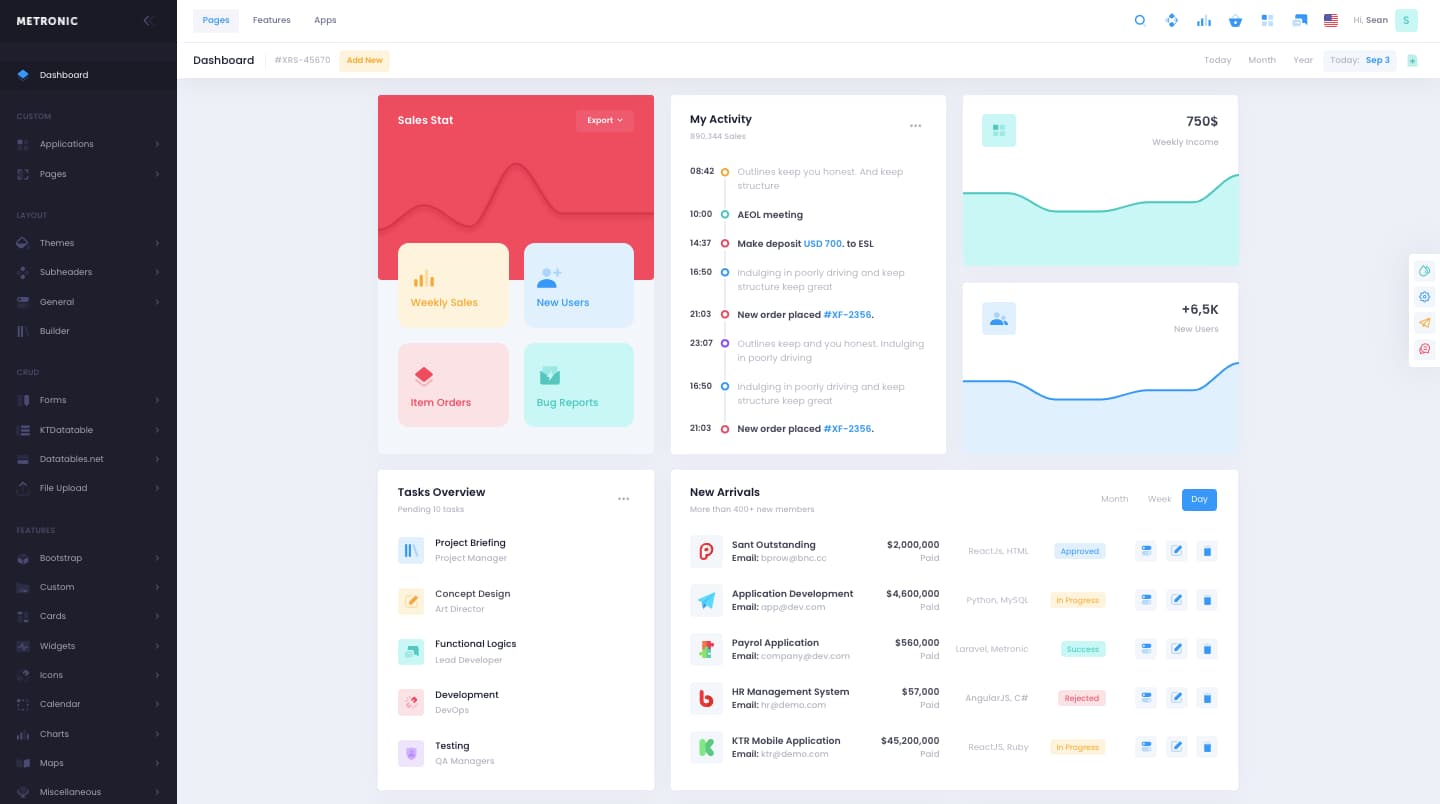 METRONIC
Pages Features Apps
Hi, Sean S
Dashboard #XRS-45670 Add New
Today Month Year Today: Sep 3
Dashboard
CUSTOM
Applications
Pages
LAYOUT
Themes
Subheaders
General
Builder
CRUD
Forms
KTDatatable
Datatables.net
File Upload
FEATURES
Bootstrap
Custom
Cards
Widgets
Icons
Calendar
Charts
Maps
Miscellaneous
Sales Stat Export
Weekly Sales New Users
Item Orders Bug Reports
My Activity
890,344 Sales
08:42 Outlines keep you honest. And keep
structure
10:00 AEOL meeting
14:37 Make deposit USD 700. to ESL
16:50 Indulging in poorly driving and keep
structure keep great
21:03 New order placed #XF-2356.
23:07 Outlines keep and you honest. Indulging
in poorly driving
16:50 Indulging in poorly driving and keep
structure keep great
21:03 New order placed #XF-2356.
750$
Weekly Income
+6,5K
New Users
Tasks Overview
Pending 10 tasks
Project Briefing
Project Manager
Concept Design
Art Director
Functional Logics
Lead Developer
Development
DevOps
Testing
QA Managers
New Arrivals
More than 400+ new members
Month Week Day
Sant Outstanding $2,000,000
Email: bprow@bnc.cc Paid
ReactJs, HTML Approved
Application Development $4,600,000
Email: app@dev.com Paid
Python, MySQL In Progress
Payrol Application $560,000
Email: company@dev.com Paid
Laravel, Metronic Success
HR Management System $57,000
Email: hr@demo.com Paid
AngularJS, C# Rejected
KTR Mobile Application $45,200,000
Email: ktr@demo.com Paid
ReactJS, Ruby In Progress